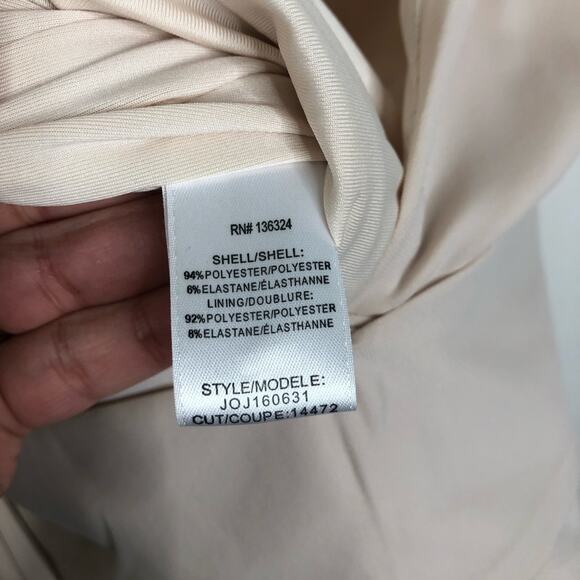 RN# 136324
SHELL/SHELL:
94%POLYESTER/POLYESTER
6%ELASTANE/ÉLASTHANNE
LINING/DOUBLURE:
92%POLYESTER/POLYESTER
8%ELASTANE/ÉLASTHANNE
STYLE/MODELE:
JOJ160631
CUT/COUPE:14472